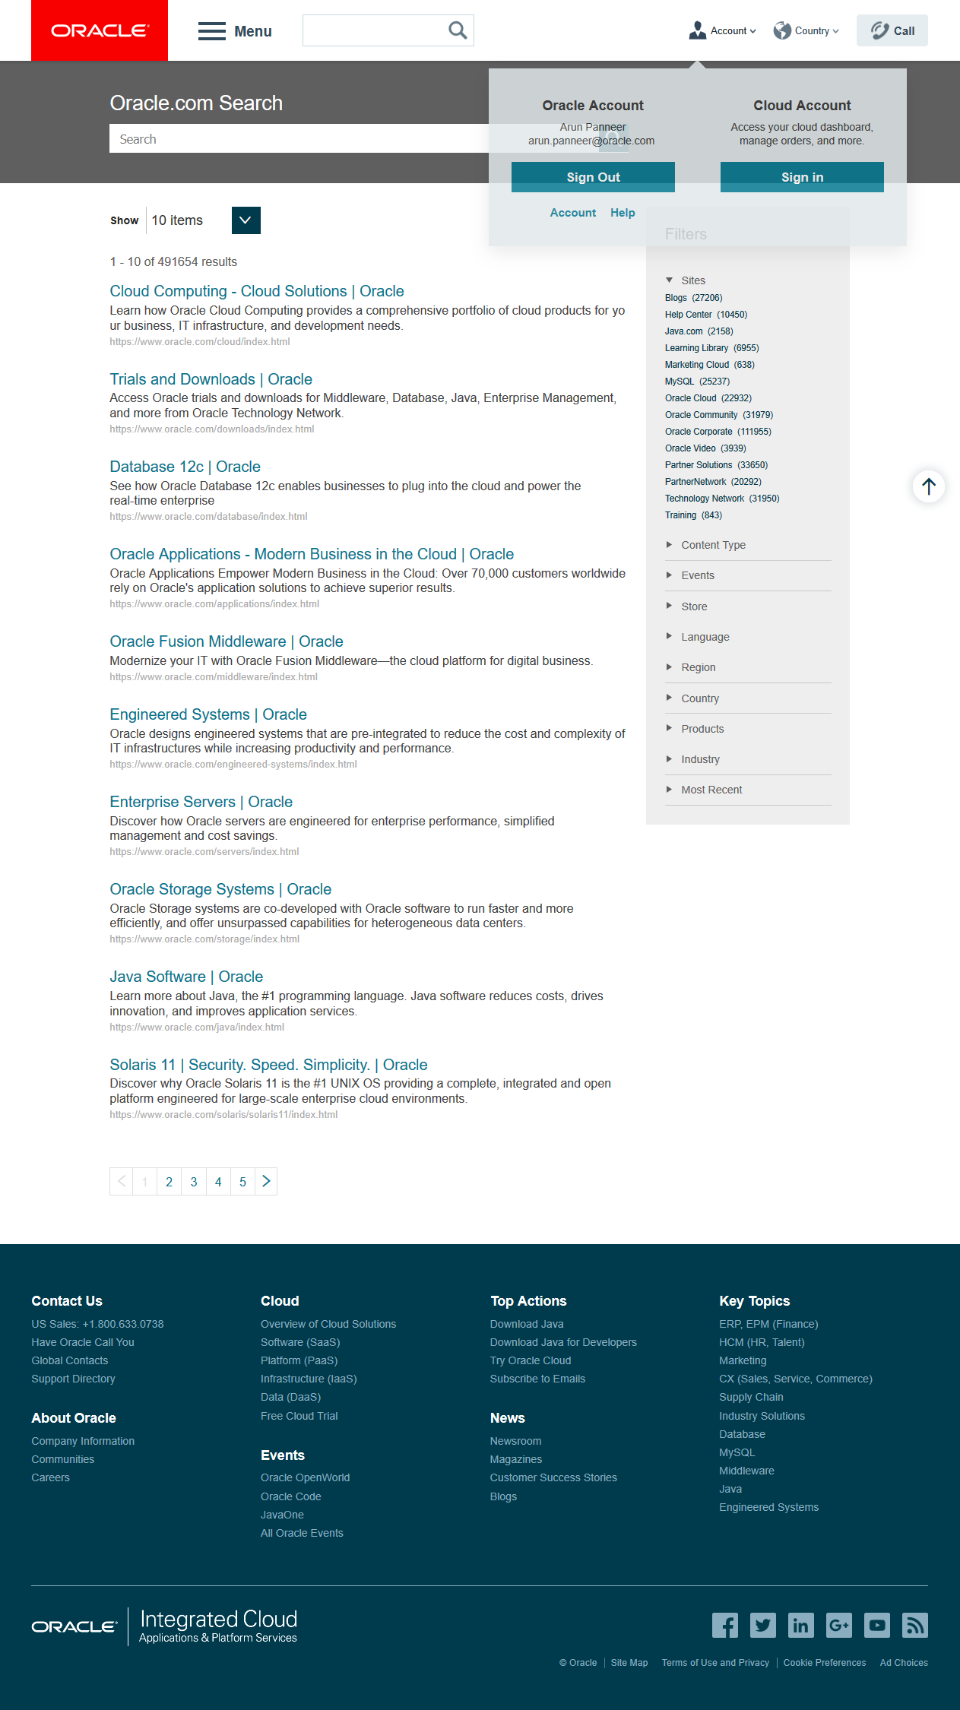 ORACLE
Menu
Account
Country
Call
Oracle.com Search
Search
Oracle Account
Arun Panneer
arun.panneer@oracle.com
Sign Out
Account Help
Cloud Account
Access your cloud dashboard,
manage orders, and more.
Sign in
Show 10 items
1 - 10 of 491654 results
Cloud Computing - Cloud Solutions | Oracle
Learn how Oracle Cloud Computing provides a comprehensive portfolio of cloud products for yo
ur business, IT infrastructure, and development needs.
https://www.oracle.com/cloud/index.html
Trials and Downloads | Oracle
Access Oracle trials and downloads for Middleware, Database, Java, Enterprise Management,
and more from Oracle Technology Network.
https://www.oracle.com/downloads/index.html
Database 12c | Oracle
See how Oracle Database 12c enables businesses to plug into the cloud and power the
real-time enterprise
https://www.oracle.com/database/index.html
Oracle Applications - Modern Business in the Cloud | Oracle
Oracle Applications Empower Modern Business in the Cloud: Over 70,000 customers worldwide
rely on Oracle's application solutions to achieve superior results.
https://www.oracle.com/applications/index.html
Oracle Fusion Middleware | Oracle
Modernize your IT with Oracle Fusion Middleware—the cloud platform for digital business.
https://www.oracle.com/middleware/index.html
Engineered Systems | Oracle
Oracle designs engineered systems that are pre-integrated to reduce the cost and complexity of
IT infrastructures while increasing productivity and performance.
https://www.oracle.com/engineered-systems/index.html
Enterprise Servers | Oracle
Discover how Oracle servers are engineered for enterprise performance, simplified
management and cost savings.
https://www.oracle.com/servers/index.html
Oracle Storage Systems | Oracle
Oracle Storage systems are co-developed with Oracle software to run faster and more
efficiently, and offer unsurpassed capabilities for heterogeneous data centers.
https://www.oracle.com/storage/index.html
Java Software | Oracle
Learn more about Java, the #1 programming language. Java software reduces costs, drives
innovation, and improves application services.
https://www.oracle.com/java/index.html
Solaris 11 | Security. Speed. Simplicity. | Oracle
Discover why Oracle Solaris 11 is the #1 UNIX OS providing a complete, integrated and open
platform engineered for large-scale enterprise cloud environments.
https://www.oracle.com/solaris/solaris11/index.html
1 2 3 4 5
Filters
Sites
Blogs (27206)
Help Center (10450)
Java.com (2158)
Learning Library (6955)
Marketing Cloud (638)
MySQL (25237)
Oracle Cloud (22932)
Oracle Community (31979)
Oracle Corporate (111955)
Oracle Video (3939)
Partner Solutions (33650)
PartnerNetwork (20292)
Technology Network (31950)
Training (843)
Content Type
Events
Store
Language
Region
Country
Products
Industry
Most Recent
Contact Us
US Sales: +1.800.633.0738
Have Oracle Call You
Global Contacts
Support Directory
About Oracle
Company Information
Communities
Careers
Cloud
Overview of Cloud Solutions
Software (SaaS)
Platform (PaaS)
Infrastructure (IaaS)
Data (DaaS)
Free Cloud Trial
Events
Oracle OpenWorld
Oracle Code
JavaOne
All Oracle Events
Top Actions
Download Java
Download Java for Developers
Try Oracle Cloud
Subscribe to Emails
News
Newsroom
Magazines
Customer Success Stories
Blogs
Key Topics
ERP, EPM (Finance)
HCM (HR, Talent)
Marketing
CX (Sales, Service, Commerce)
Supply Chain
Industry Solutions
Database
MySQL
Middleware
Java
Engineered Systems
ORACLE
Integrated Cloud
Applications & Platform Services
© Oracle | Site Map Terms of Use and Privacy | Cookie Preferences Ad Choices